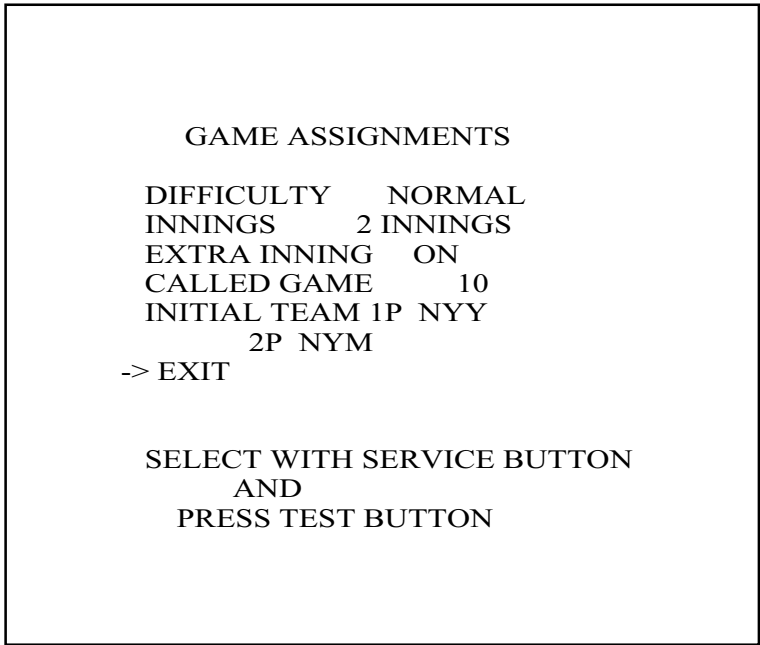 GAME ASSIGNMENTS
DIFFICULTY NORMAL
INNINGS 2 INNINGS
EXTRA INNING ON
CALLED GAME 10
INITIAL TEAM 1P NYY
2P NYM
-> EXIT
SELECT WITH SERVICE BUTTON
AND
PRESS TEST BUTTON